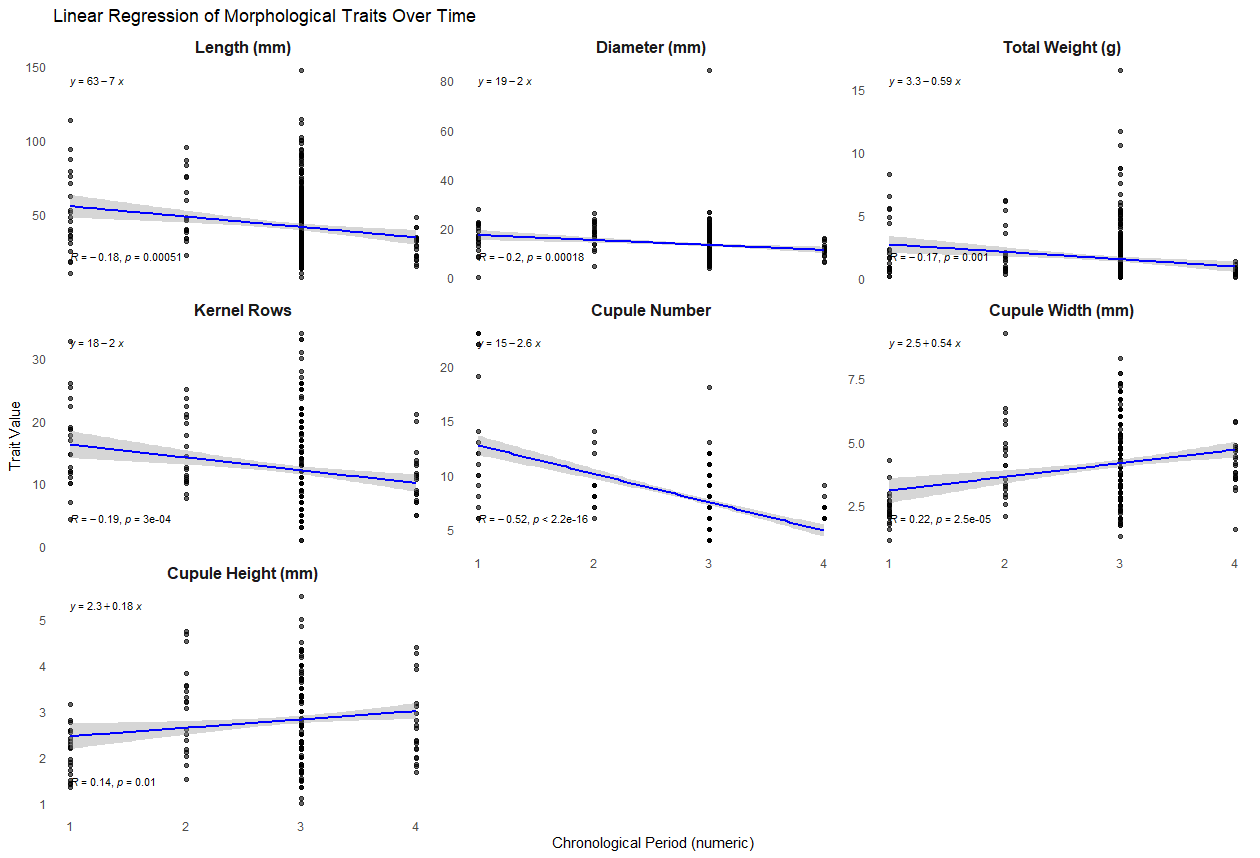 Linear Regression of Morphological Traits Over Time
Length (mm)
150
100
50
y = 63 − 7 x
R = − 0.18, p = 0.00051
Diameter (mm)
80
60
40
20
0
y = 19 − 2 x
R = − 0.2, p = 0.00018
Total Weight (g)
15
10
5
0
y = 3.3 − 0.59 x
R = − 0.17, p = 0.001
Trait Value
Kernel Rows
30
20
10
0
y = 18 − 2 x
R = − 0.19, p = 3e-04
Cupule Number
20
15
10
5
y = 15 − 2.6 x
R = − 0.52, p < 2.2e-16
1 2 3 4
Cupule Width (mm)
7.5
5.0
2.5
y = 2.5 + 0.54 x
R = 0.22, p = 2.5e-05
1 2 3 4
Cupule Height (mm)
5
4
3
2
1
y = 2.3 + 0.18 x
R = 0.14, p = 0.01
1 2 3 4
Chronological Period (numeric)